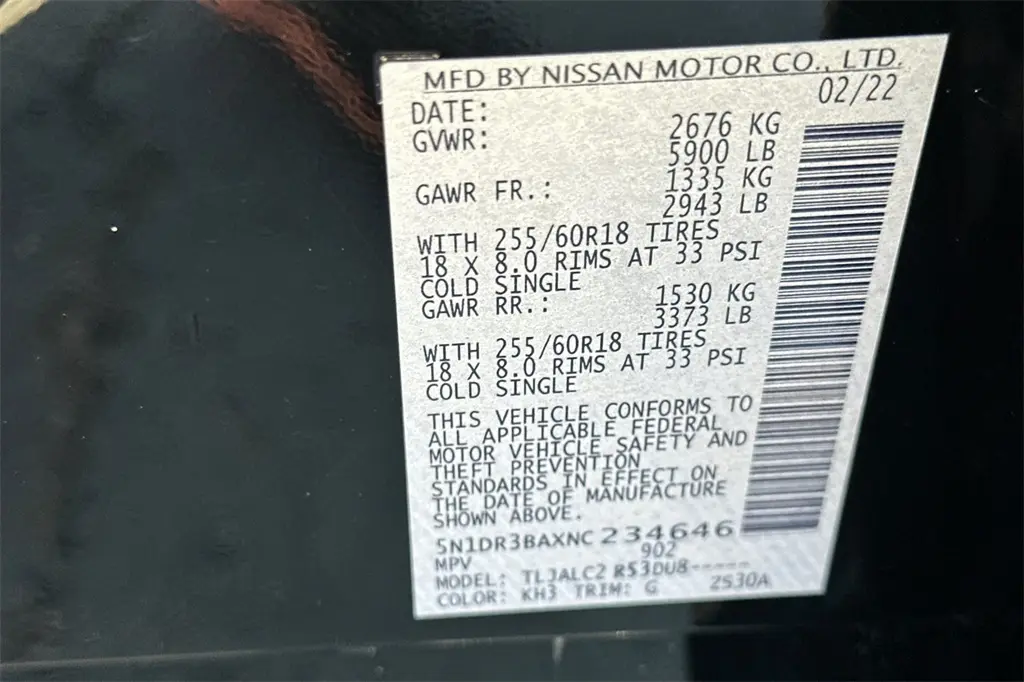 MFD BY NISSAN MOTOR CO., LTD.
DATE: 02/22
GVWR: 2676 KG
5900 LB
GAWR FR.: 1335 KG
2943 LB
WITH 255/60R18 TIRES
18 X 8.0 RIMS AT 33 PSI
COLD SINGLE
GAWR RR.: 1530 KG
3373 LB
WITH 255/60R18 TIRES
18 X 8.0 RIMS AT 33 PSI
COLD SINGLE
THIS VEHICLE CONFORMS TO
ALL APPLICABLE FEDERAL
MOTOR VEHICLE SAFETY AND
THEFT PREVENTION
STANDARDS IN EFFECT ON
THE DATE OF MANUFACTURE
SHOWN ABOVE.
5N1DR3BAXNC 234646
MPV 902
MODEL: TLJALC2 R53DU8-----
COLOR: KH3 TRIM: G 2S30A